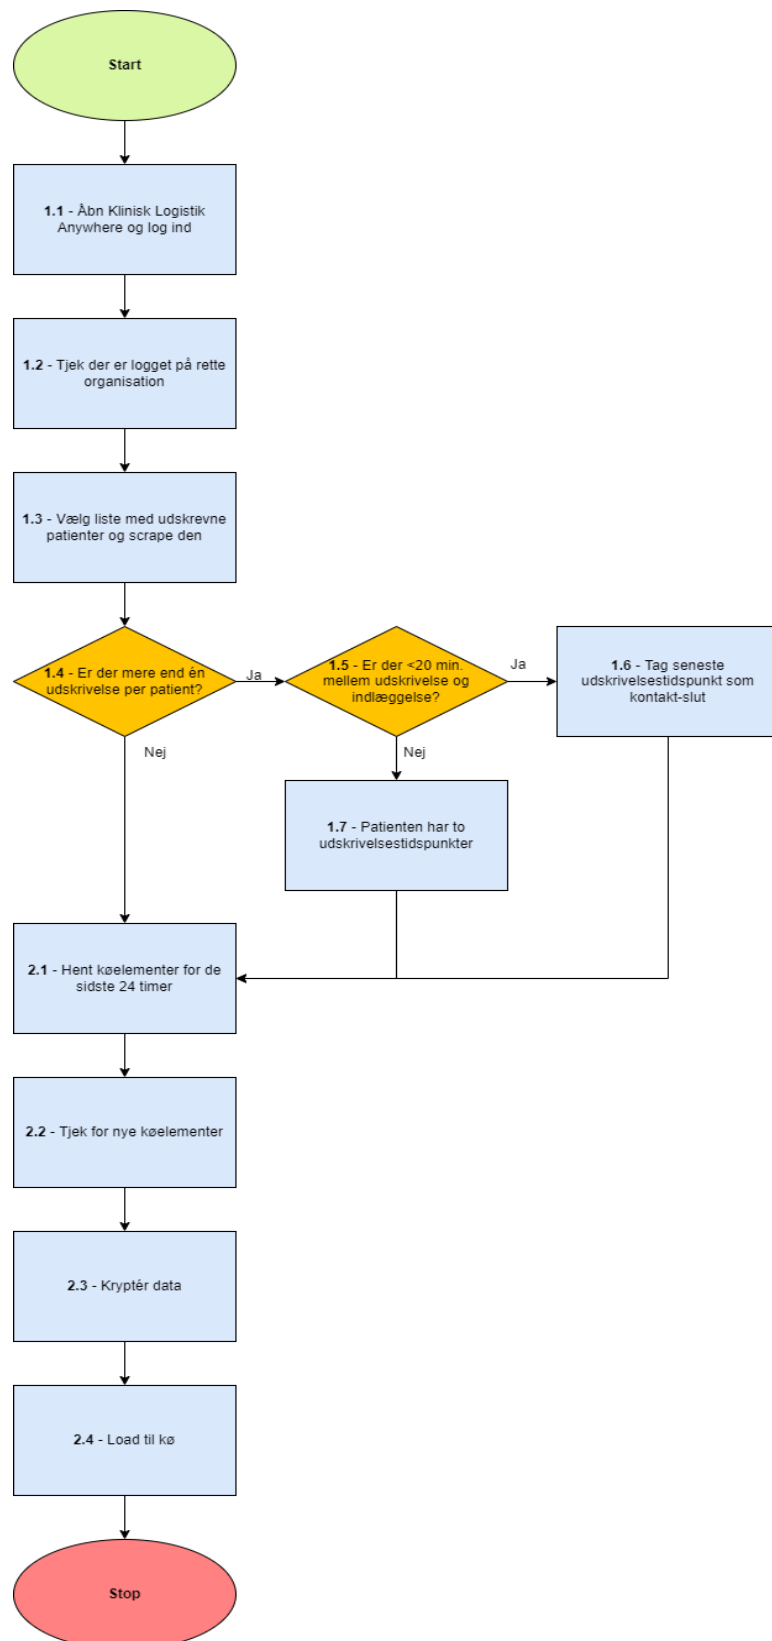 Start
1.1 - Åbn Klinisk Logistik
Anywhere og log ind
1.2 - Tjek der er logget på rette
organisation
1.3 - Vælg liste med udskrevne
patienter og scrape den
1.4 - Er der mere end én
udskrivelse per patient?
Ja
1.5 - Er der <20 min.
mellem udskrivelse og
indlæggelse?
Ja
1.6 - Tag seneste
udskrivelsestidspunkt som
kontakt-slut
Nej
Nej
1.7 - Patienten har to
udskrivelsestidspunkter
2.1 - Hent køelementer for de
sidste 24 timer
2.2 - Tjek for nye køelementer
2.3 - Kryptér data
2.4 - Load til kø
Stop